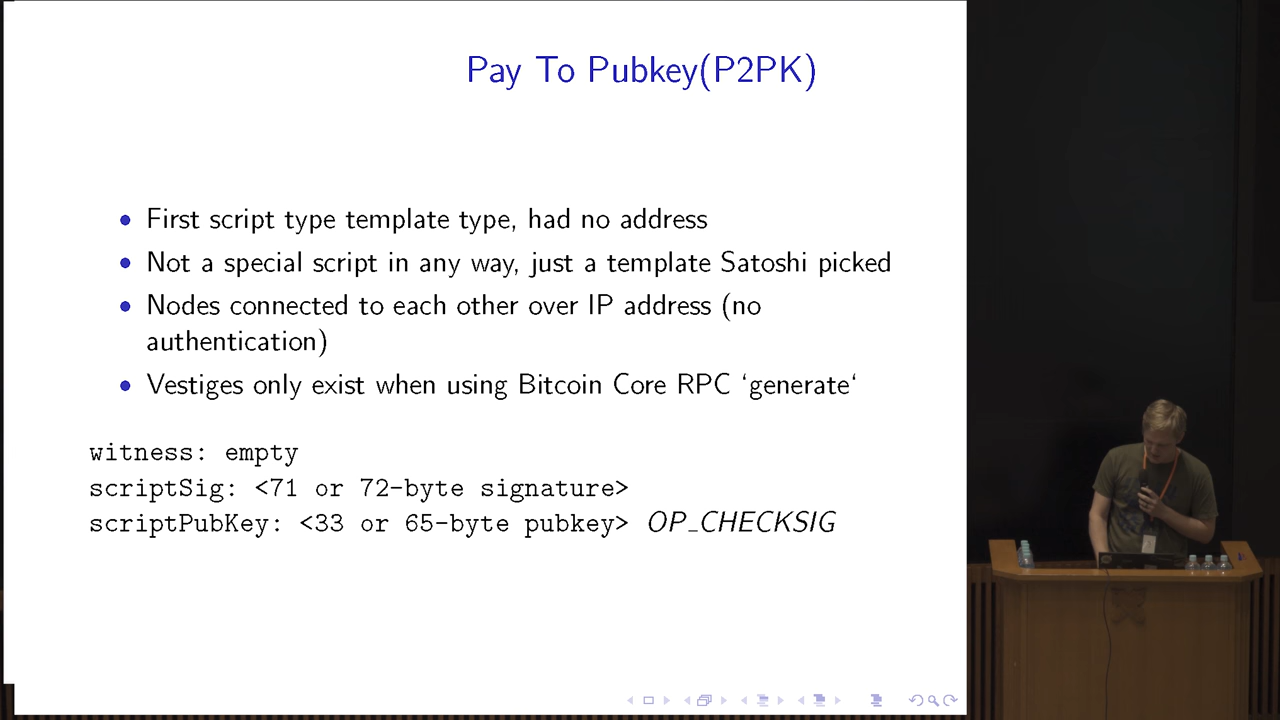 Pay To Pubkey(P2PK)
• First script type template type, had no address
• Not a special script in any way, just a template Satoshi picked
• Nodes connected to each other over IP address (no
authentication)
• Vestiges only exist when using Bitcoin Core RPC ‘generate‘
witness: empty
scriptSig: <71 or 72-byte signature>
scriptPubKey: <33 or 65-byte pubkey> OP_CHECKSIG